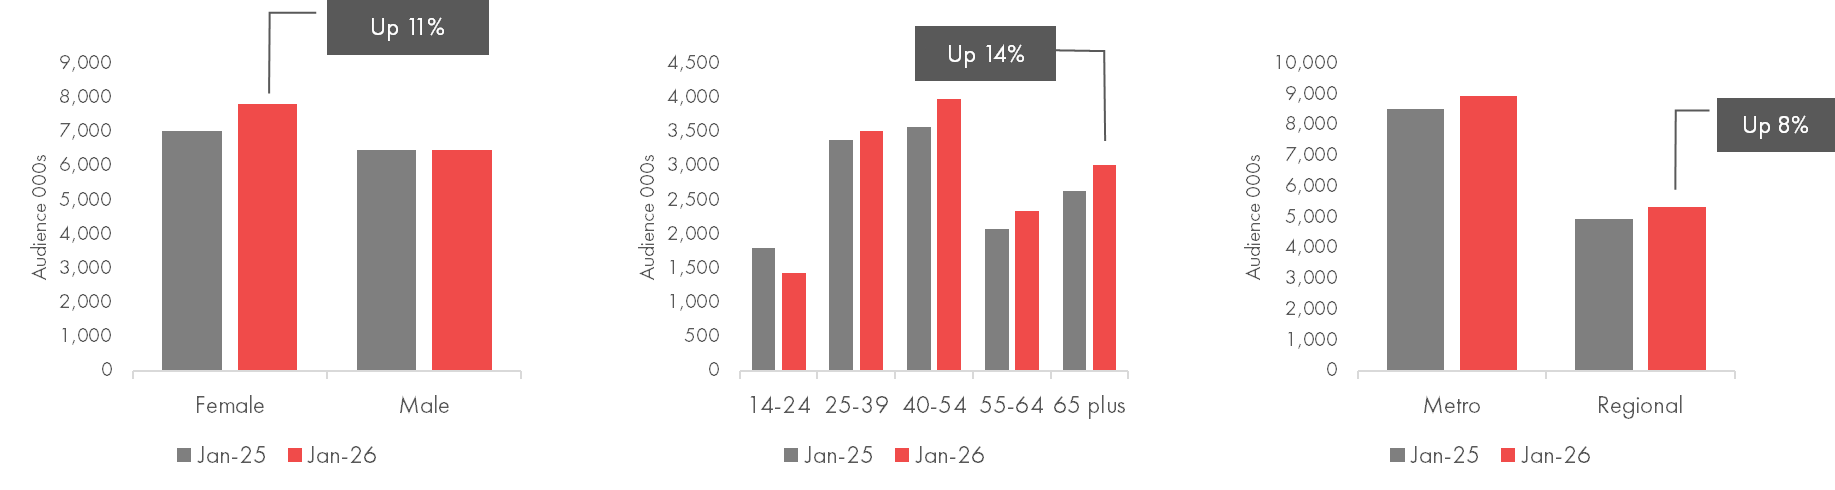 Up 11%
9,000
8,000
7,000
6,000
5,000
4,000
3,000
2,000
1,000
0
Audience 000s
Female
Male
Jan-25
Jan-26
Up 14%
4,500
4,000
3,500
3,000
2,500
2,000
1,500
1,000
500
0
Audience 000s
14-24
25-39
40-54
55-64
65 plus
Jan-25
Jan-26
Up 8%
10,000
9,000
8,000
7,000
6,000
5,000
4,000
3,000
2,000
1,000
0
Audience 000s
Metro
Regional
Jan-25
Jan-26